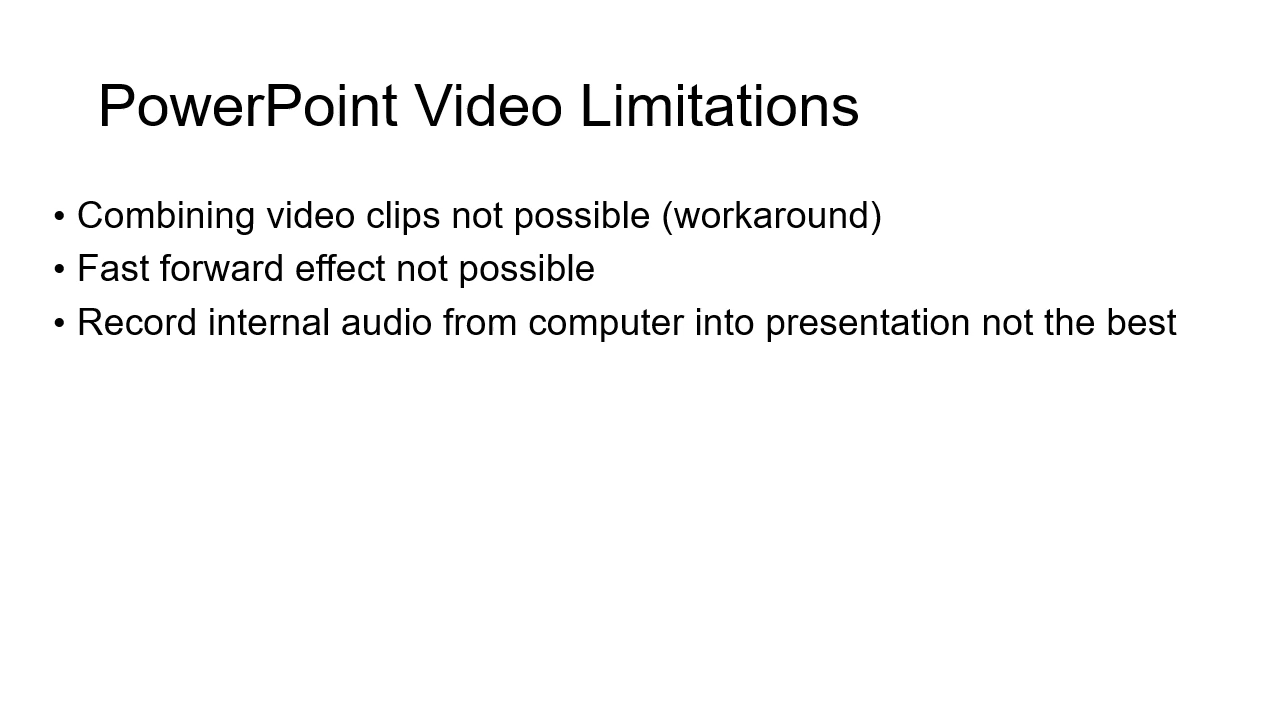 PowerPoint Video Limitations
• Combining video clips not possible (workaround)
• Fast forward effect not possible
• Record internal audio from computer into presentation not the best